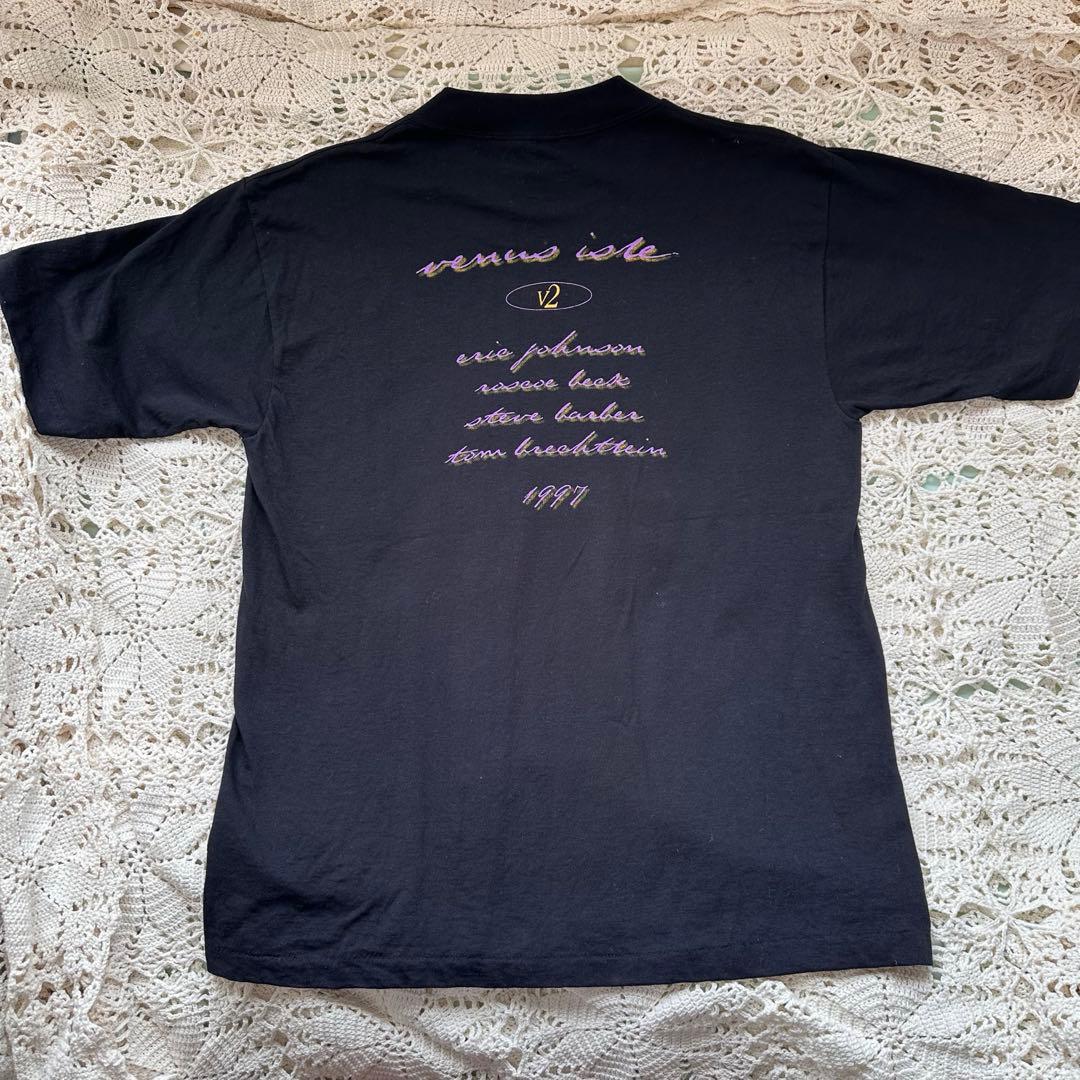 venus isle
v2
eric johnson
roscoe beck
steve barber
tom brechtlein
1997